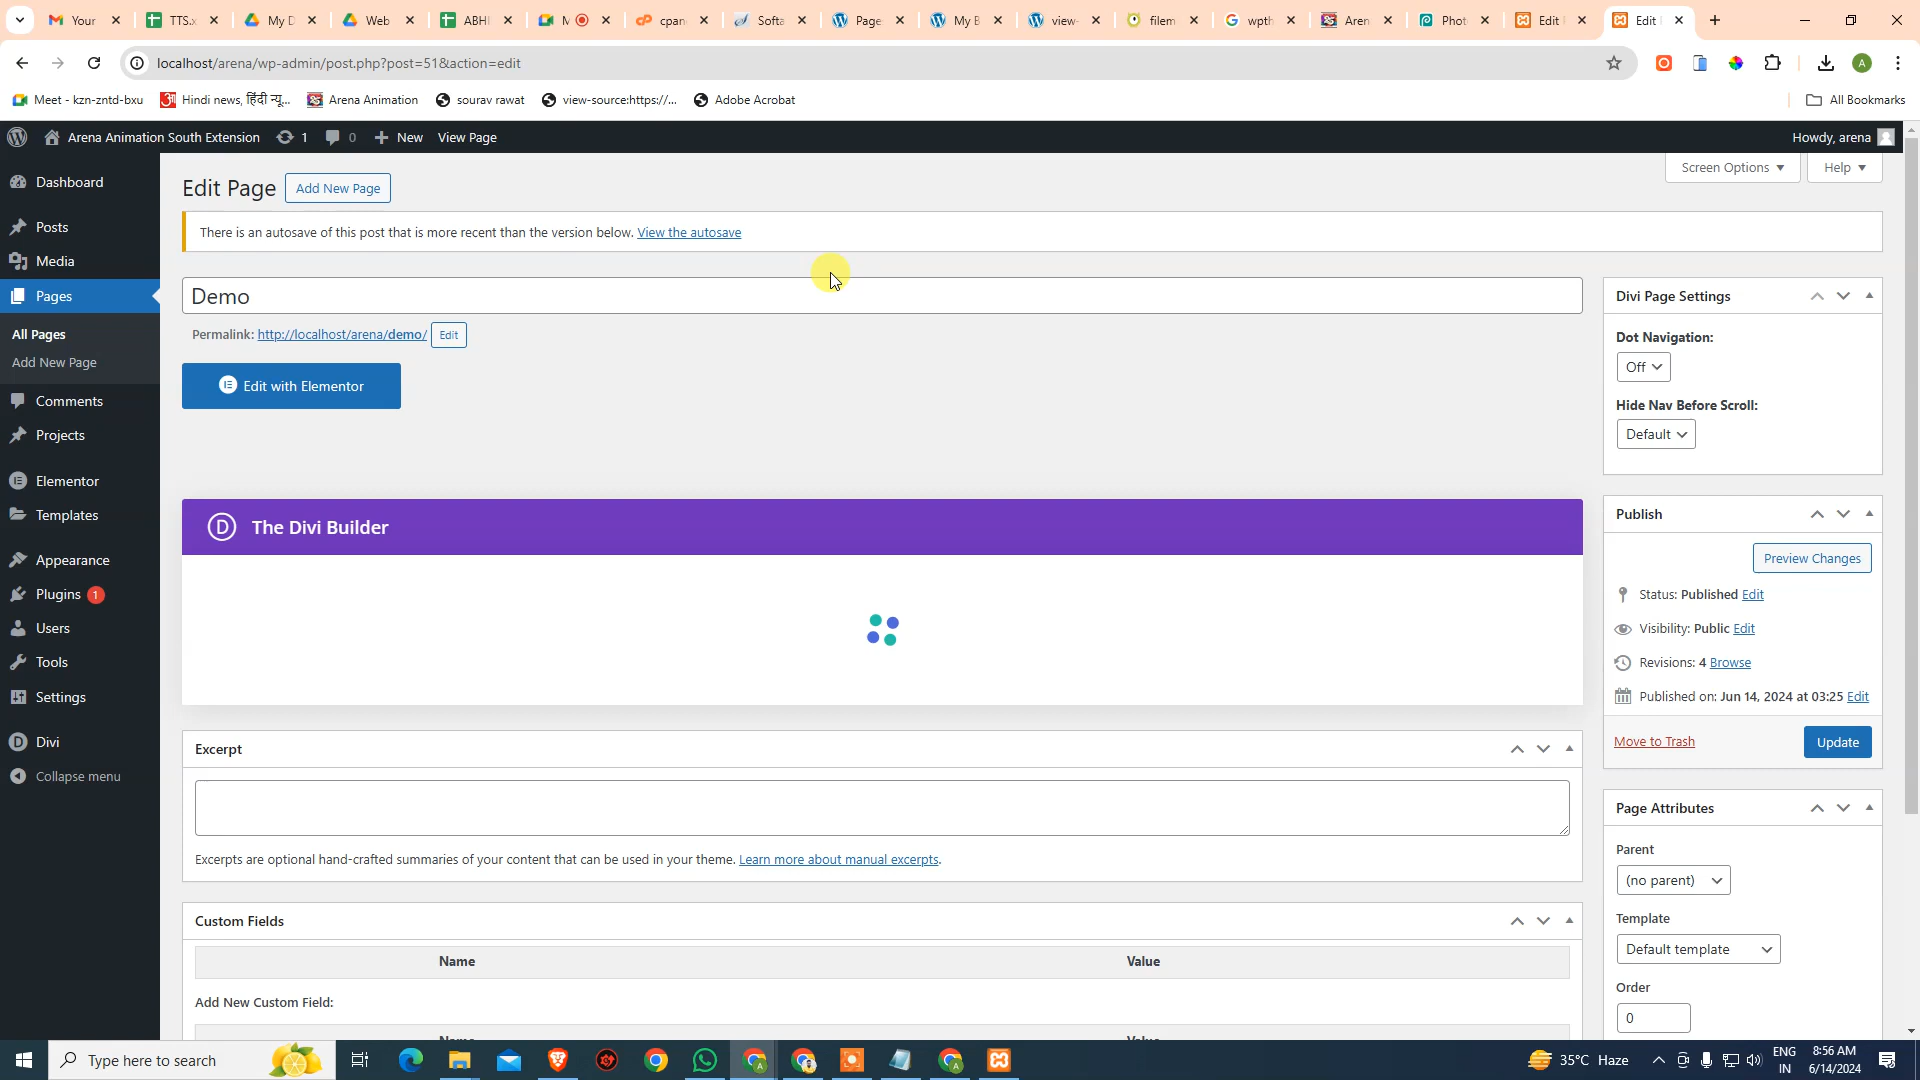 Your
TTS.x
My D
Web
ABHI
M
cpan
Softa
Page
My B
view-
filem
wpth
Aren
Phot
Edit
Edit
localhost/arena/wp-admin/post.php?post=51&action=edit
Meet - kzn-zntd-bxu
Hindi news, हिंदी न्यू...
Arena Animation
sourav rawat
view-source:https://...
Adobe Acrobat
All Bookmarks
Arena Animation South Extension
1
0
New
View Page
Howdy, arena
Dashboard
Posts
Media
Pages
All Pages
Add New Page
Comments
Projects
Elementor
Templates
Appearance
Plugins 1
Users
Tools
Settings
Divi
Collapse menu
Edit Page
Add New Page
Screen Options
Help
There is an autosave of this post that is more recent than the version below. View the autosave
Demo
Permalink: http://localhost/arena/demo/ Edit
Edit with Elementor
The Divi Builder
Excerpt
Excerpts are optional hand-crafted summaries of your content that can be used in your theme. Learn more about manual excerpts.
Custom Fields
Name
Value
Add New Custom Field:
Divi Page Settings
Dot Navigation:
Off
Hide Nav Before Scroll:
Default
Publish
Preview Changes
Status: Published Edit
Visibility: Public Edit
Revisions: 4 Browse
Published on: Jun 14, 2024 at 03:25 Edit
Move to Trash
Update
Page Attributes
Parent
(no parent)
Template
Default template
Order
0
Type here to search
35°C Haze
ENG
IN
8:56 AM
6/14/2024